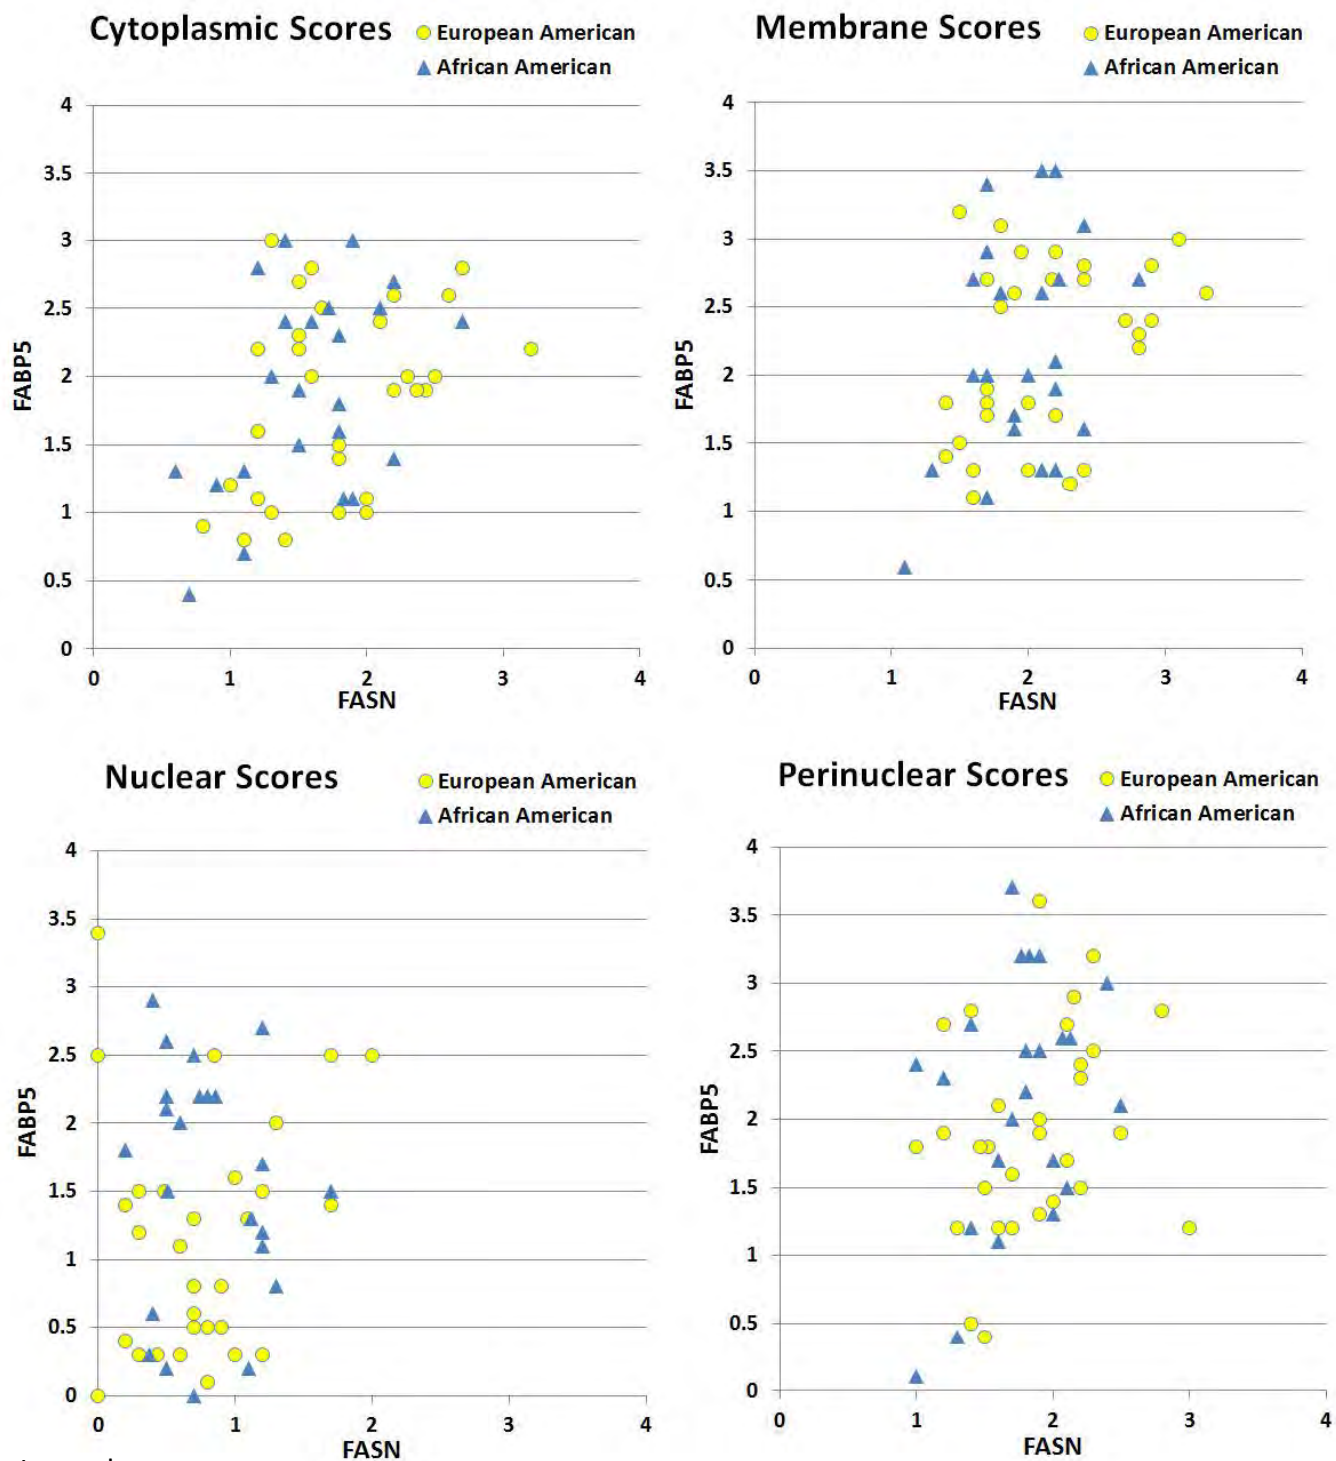 Cytoplasmic Scores
European American
African American
4
3.5
3
2.5
2
1.5
1
0.5
0
FABP5
0 1 2 3 4
FASN
Membrane Scores
European American
African American
4
3.5
3
2.5
2
1.5
1
0.5
0
FABP5
0 1 2 3 4
FASN
Nuclear Scores
European American
African American
4
3.5
3
2.5
2
1.5
1
0.5
0
FABP5
0 1 2 3 4
FASN
Perinuclear Scores
European American
African American
4
3.5
3
2.5
2
1.5
1
0.5
0
FABP5
0 1 2 3 4
FASN